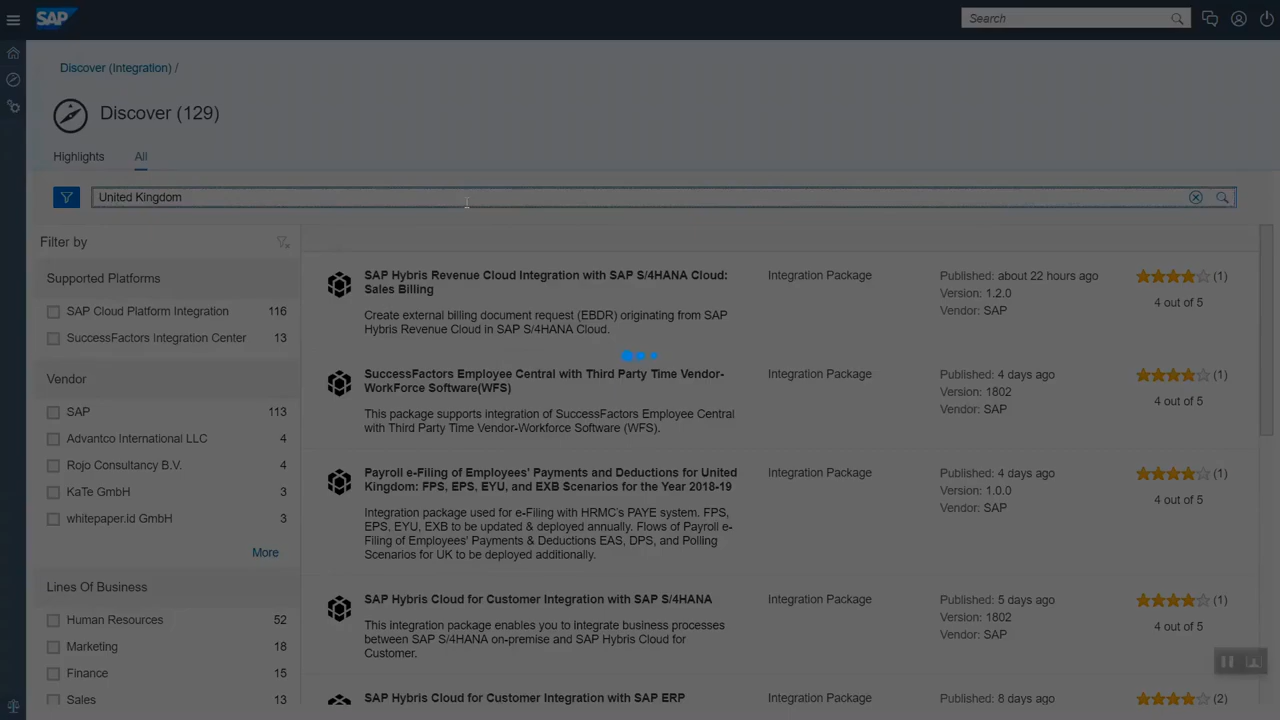 SAP
Search
Discover (Integration) /
Discover (129)
Highlights
All
United Kingdom
Filter by
Supported Platforms
SAP Cloud Platform Integration 116
SuccessFactors Integration Center 13
Vendor
SAP 113
Advantco International LLC 4
Rojo Consultancy B.V. 4
KaTe GmbH 3
whitepaper.id GmbH 3
More
Lines Of Business
Human Resources 52
Marketing 18
Finance 15
Sales 13
SAP Hybris Revenue Cloud Integration with SAP S/4HANA Cloud:
Sales Billing
Create external billing document request (EBDR) originating from SAP
Hybris Revenue Cloud in SAP S/4HANA Cloud.
Integration Package
Published: about 22 hours ago
Version: 1.2.0
Vendor: SAP
(1)
4 out of 5
SuccessFactors Employee Central with Third Party Time Vendor-
WorkForce Software(WFS)
This package supports integration of SuccessFactors Employee Central
with Third Party Time Vendor-Workforce Software (WFS).
Integration Package
Published: 4 days ago
Version: 1802
Vendor: SAP
(1)
4 out of 5
Payroll e-Filing of Employees' Payments and Deductions for United
Kingdom: FPS, EPS, EYU, and EXB Scenarios for the Year 2018-19
Integration package used for e-Filing with HRMC's PAYE system. FPS,
EPS, EYU, EXB to be updated & deployed annually. Flows of Payroll e-
Filing of Employees' Payments & Deductions EAS, DPS, and Polling
Scenarios for UK to be deployed additionally.
Integration Package
Published: 4 days ago
Version: 1.0.0
Vendor: SAP
(1)
4 out of 5
SAP Hybris Cloud for Customer Integration with SAP S/4HANA
This integration package enables you to integrate business processes
between SAP S/4HANA on-premise and SAP Hybris Cloud for
Customer.
Integration Package
Published: 5 days ago
Version: 1802
Vendor: SAP
(1)
4 out of 5
SAP Hybris Cloud for Customer Integration with SAP ERP
Integration Package
Published: 8 days ago
(2)